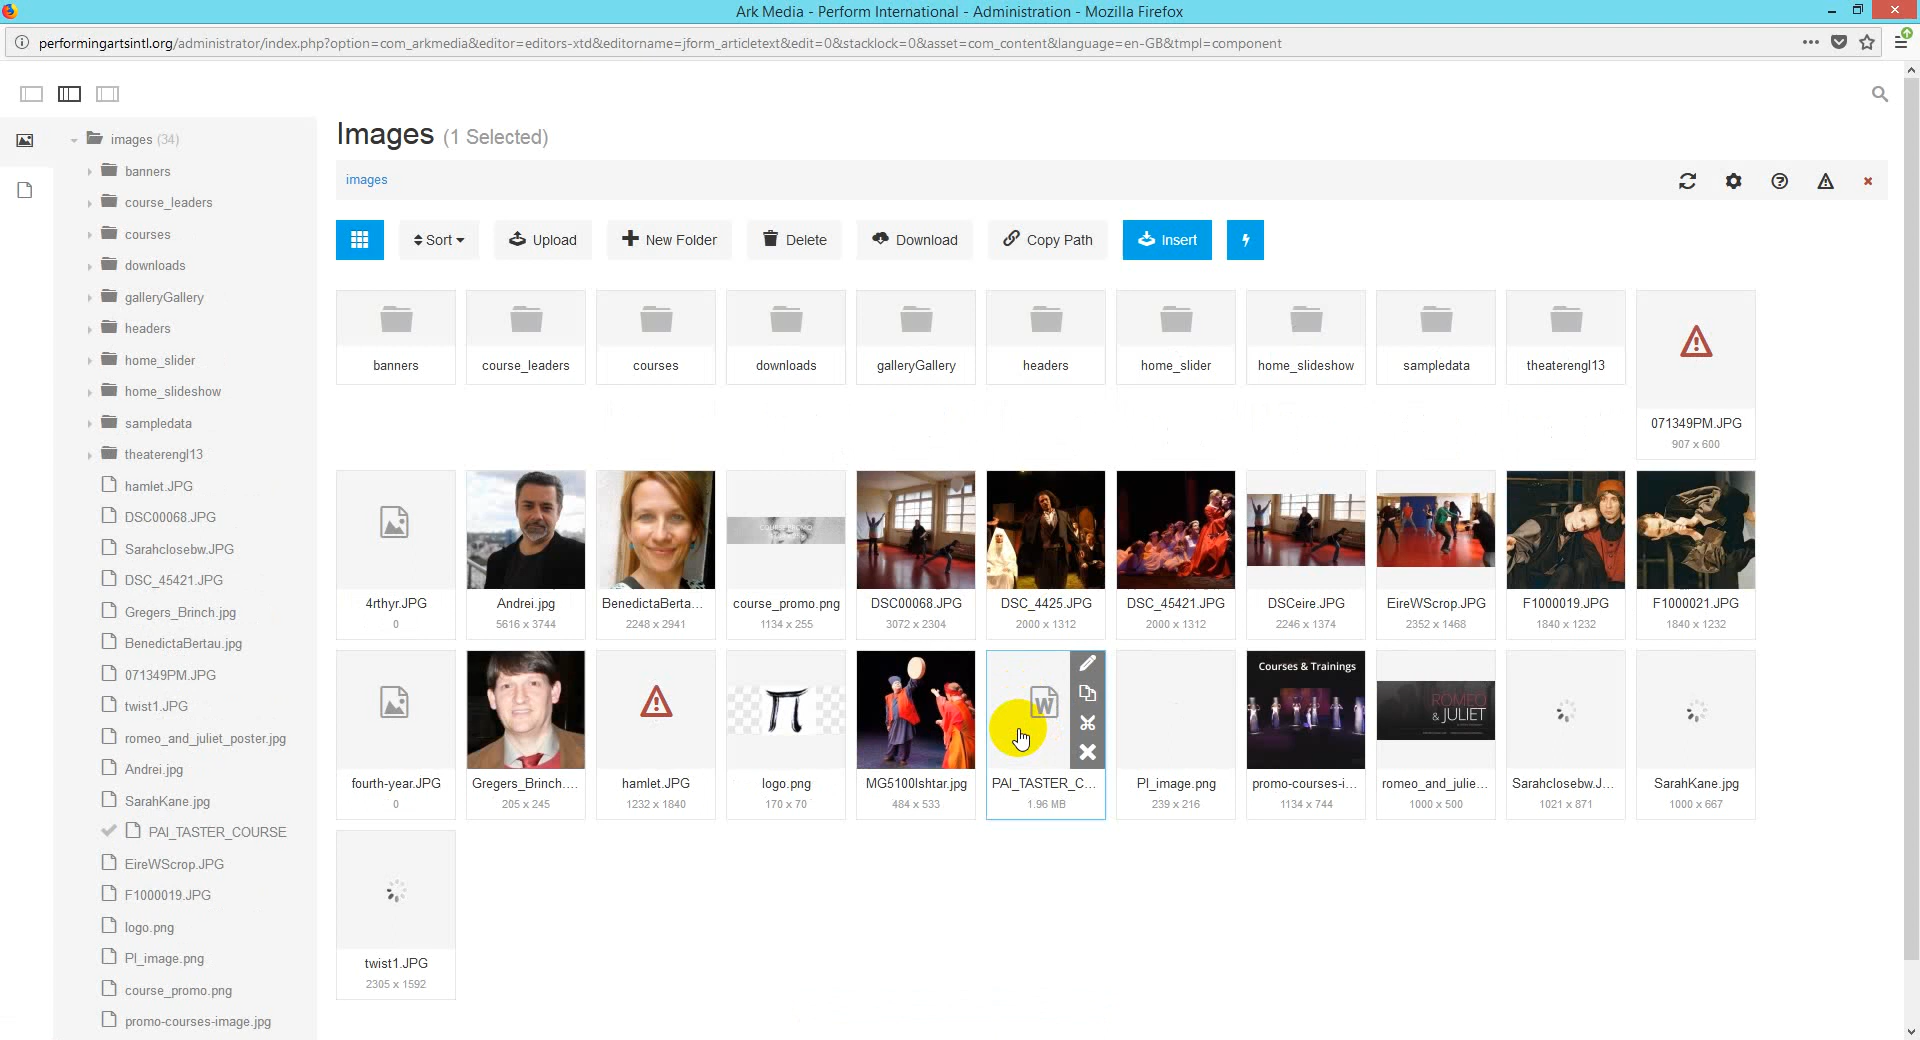 Ark Media - Perform International - Administration - Mozilla Firefox
performingartsintl.org/administrator/index.php?option=com_arkmedia&editor=editors-xtd&editorname=jform_articletext&edit=0&stacklock=0&asset=com_content&language=en-GB&tmpl=component
images (34)
banners
course_leaders
courses
downloads
galleryGallery
headers
home_slider
home_slideshow
sampledata
theaterengl13
hamlet.JPG
DSC00068.JPG
Sarahclosebw.JPG
DSC_45421.JPG
Gregers_Brinch.jpg
BenedictaBertau.jpg
071349PM.JPG
twist1.JPG
romeo_and_juliet_poster.jpg
Andrei.jpg
SarahKane.jpg
PAI_TASTER_COURSE
EireWScrop.JPG
F1000019.JPG
logo.png
PI_image.png
course_promo.png
promo-courses-image.jpg
Images (1 Selected)
images
Sort Upload New Folder Delete Download Copy Path Insert
banners course_leaders courses downloads galleryGallery headers home_slider home_slideshow sampledata theaterengl13
071349PM.JPG
907 x 600
COURSE PROMO
4rthyr.JPG Andrei.jpg BenedictaBerta... course_promo.png DSC00068.JPG DSC_4425.JPG DSC_45421.JPG DSCeire.JPG EireWScrop.JPG F1000019.JPG F1000021.JPG
0 5616 x 3744 2248 x 2941 1134 x 255 3072 x 2304 2000 x 1312 2000 x 1312 2246 x 1374 2352 x 1468 1840 x 1232 1840 x 1232
Courses & Trainings
W
ROMEO
& JULIET
fourth-year.JPG Gregers_Brinch.... hamlet.JPG logo.png MG5100Ishtar.jpg PAI_TASTER_C... PI_image.png promo-courses-i... romeo_and_julie... Sarahclosebw.J... SarahKane.jpg
0 205 x 245 1232 x 1840 170 x 70 484 x 533 1.96 MB 239 x 216 1134 x 744 1000 x 500 1021 x 871 1000 x 667
twist1.JPG
2305 x 1592